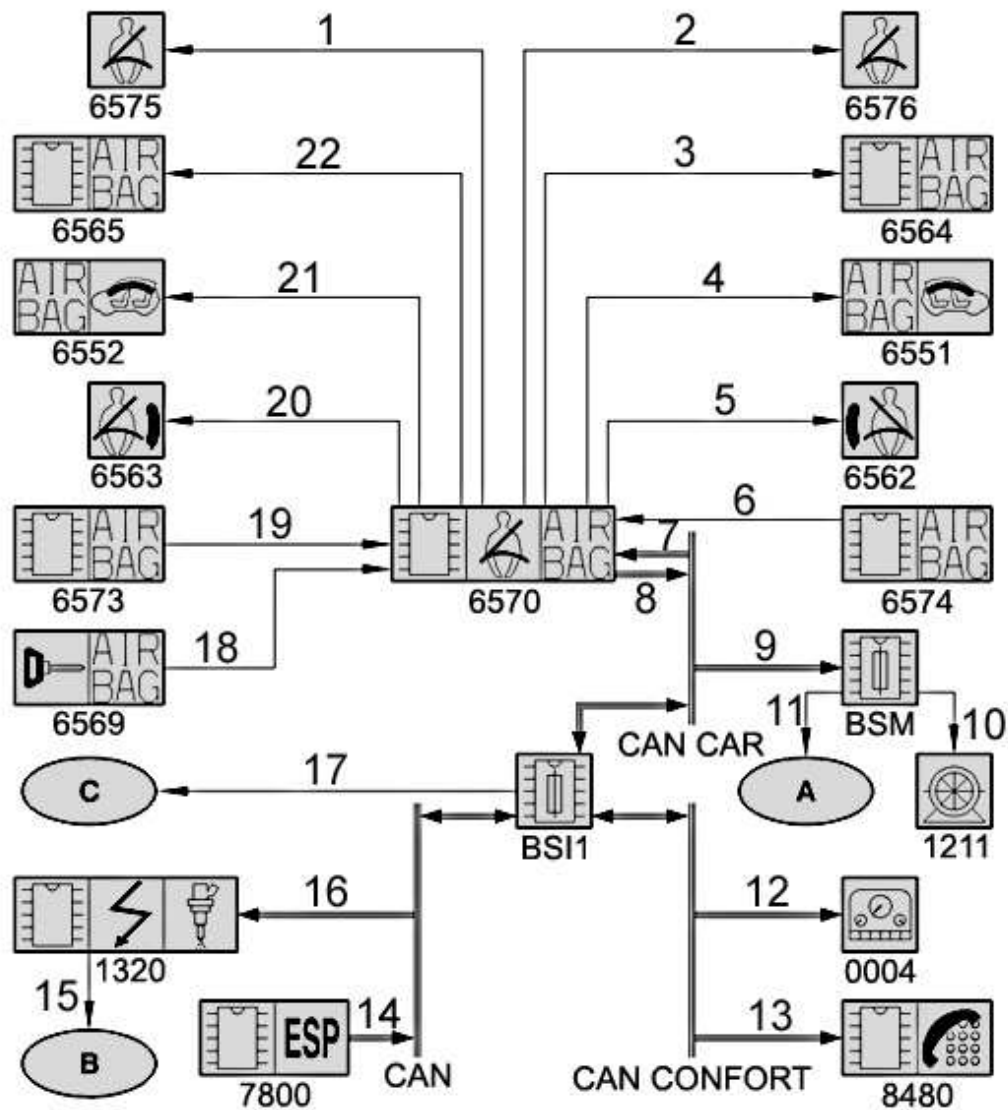 1
2
6575
6576
22
3
AIR
BAG
AIR
BAG
6565
6564
21
4
AIR
BAG
AIR
BAG
6552
6551
20
5
6563
6562
19
6
AIR
BAG
AIR
BAG
AIR
BAG
7
6573
6570
8
6574
18
9
AIR
BAG
6569
BSM
11
10
CAN CAR
17
C
A
BSI1
1211
16
12
1320
0004
15
14
13
B
ESP
CAN
CAN CONFORT
7800
8480